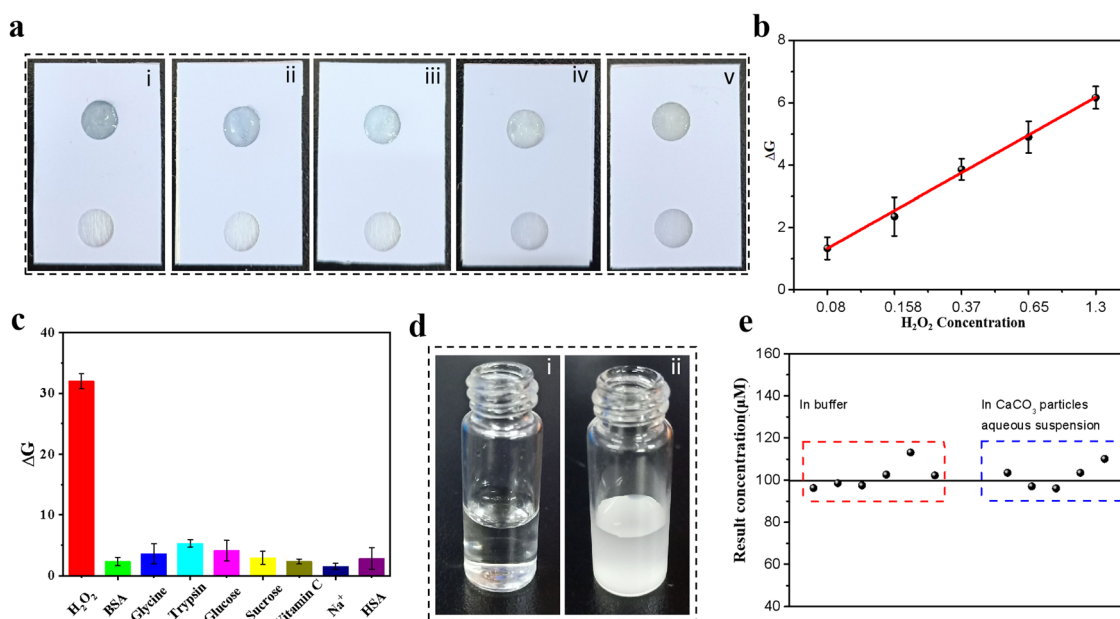 a
i
ii
iii
iv
v
b
8
6
4
2
0
ΔG
0.08
0.158
0.37
0.65
1.3
H₂O₂ Concentration
c
40
30
20
10
0
ΔG
H₂O₂
BSA
Glycine
Trypsin
Glucose
Sucrose
Na⁺
HSA
d
i
ii
e
160
140
120
100
80
60
40
Result concentration(μM)
In buffer
In CaCO₃ particles
aqueous suspension